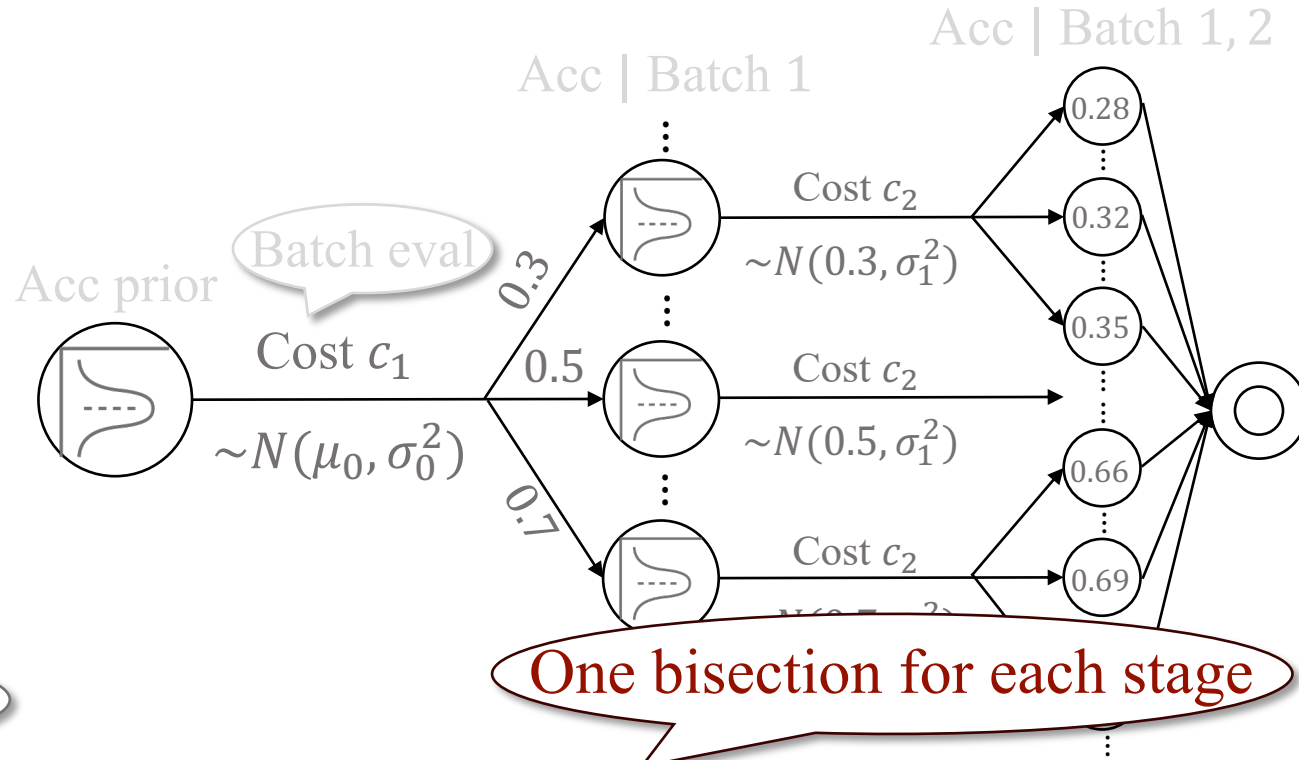 Acc | Batch 1, 2
Acc | Batch 1
0.28
Cost c₂
0.32
~N(0.3, σ₁²)
Batch eval
0.3
Acc prior
0.35
Cost c₁
0.5
Cost c₂
~N(μ₀, σ₀²)
~N(0.5, σ₁²)
0.66
0.7
Cost c₂
0.69
One bisection for each stage